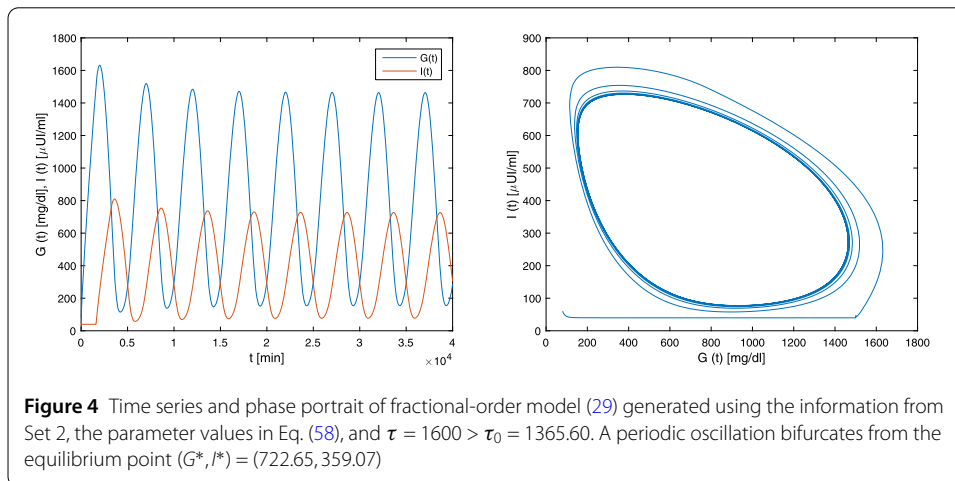 1800
1600
1400
1200
1000
800
600
400
200
0
G (t) [mg/dl], I (t) [μUI/ml]
G(t)
I(t)
0 0.5 1 1.5 2 2.5 3 3.5 4
× 10⁴
t [min]
900
800
700
600
500
400
300
200
100
0
I (t) [μUI/ml]
0 200 400 600 800 1000 1200 1400 1600 1800
G (t) [mg/dl]
Figure 4 Time series and phase portrait of fractional-order model (29) generated using the information from
Set 2, the parameter values in Eq. (58), and τ = 1600 > τ₀ = 1365.60. A periodic oscillation bifurcates from the
equilibrium point (G*, I*) = (722.65, 359.07)